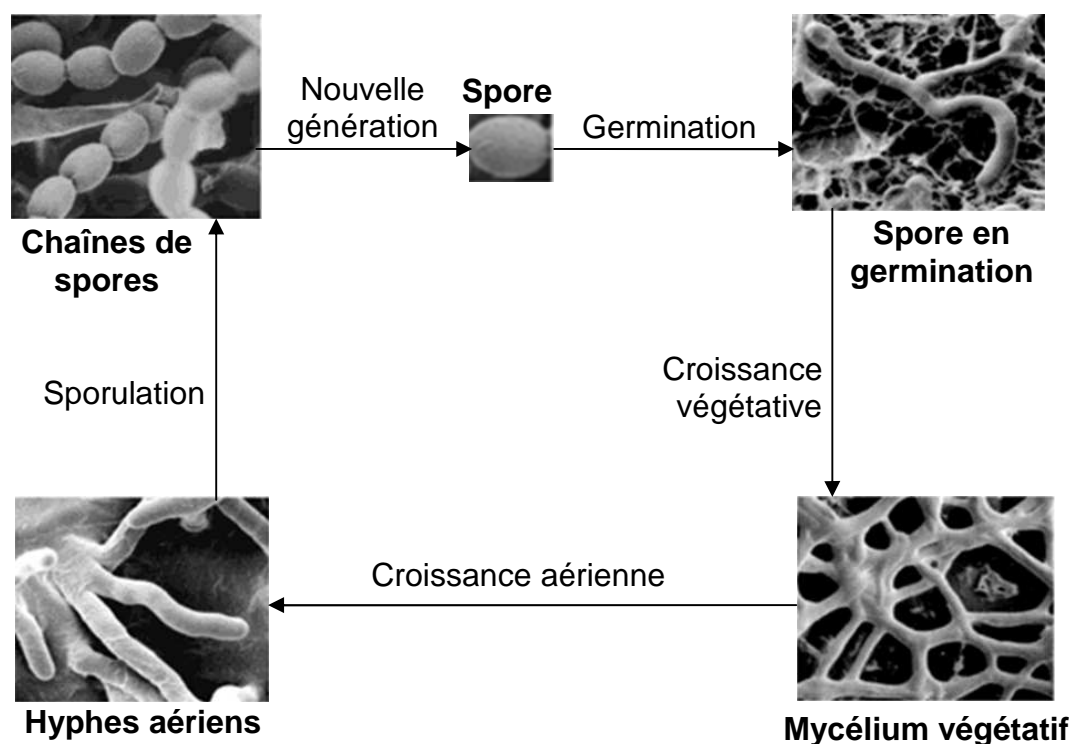 Nouvelle
génération
Spore
Germination
Chaînes de
spores
Spore en
germination
Sporulation
Croissance
végétative
Croissance aérienne
Hyphes aériens
Mycélium végétatif